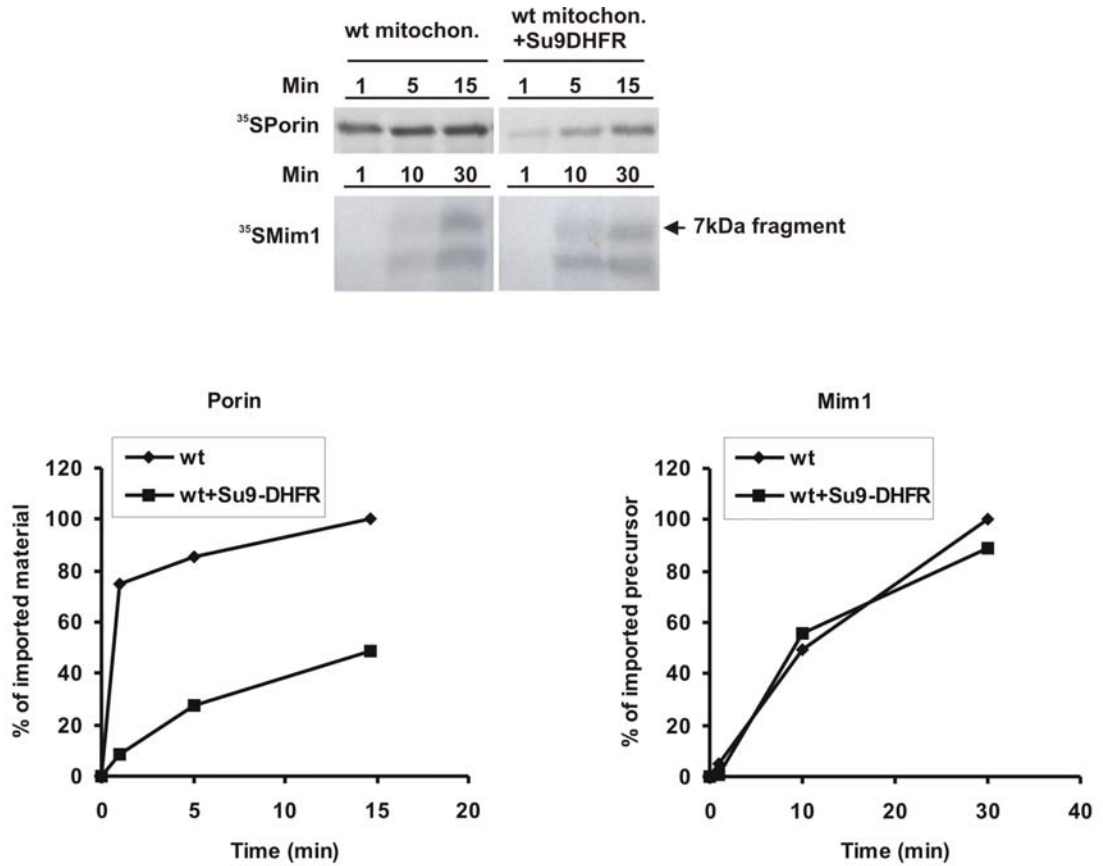 wt mitochon.
wt mitochon.
+Su9DHFR
Min 1 5 15 1 5 15
35SPorin
Min 1 10 30 1 10 30
35SMim1
7kDa fragment
Porin
wt
wt+Su9-DHFR
% of imported material
120
100
80
60
40
20
0
0 5 10 15 20
Time (min)
Mim1
wt
wt+Su9-DHFR
% of imported precursor
120
100
80
60
40
20
0
0 10 20 30 40
Time (min)